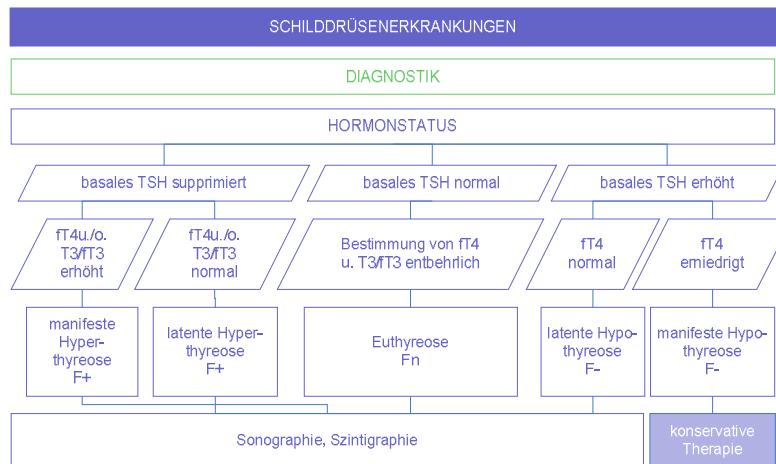 SCHILDDRÜSENERKRANKUNGEN
DIAGNOSTIK
HORMONSTATUS
basales TSH supprimiert
basales TSH normal
basales TSH erhöht
fT4u./o.
T3/fT3
erhöht
fT4u./o.
T3/fT3
normal
Bestimmung von fT4
u. T3/fT3 entbehrlich
fT4
normal
fT4
erniedrigt
manifeste
Hyper-
thyreose
F+
latente Hyper-
thyreose
F+
Euthyreose
Fn
latente Hypo-
thyreose
F-
manifeste Hypo-
thyreose
F-
Sonographie, Szintigraphie
konservative
Therapie